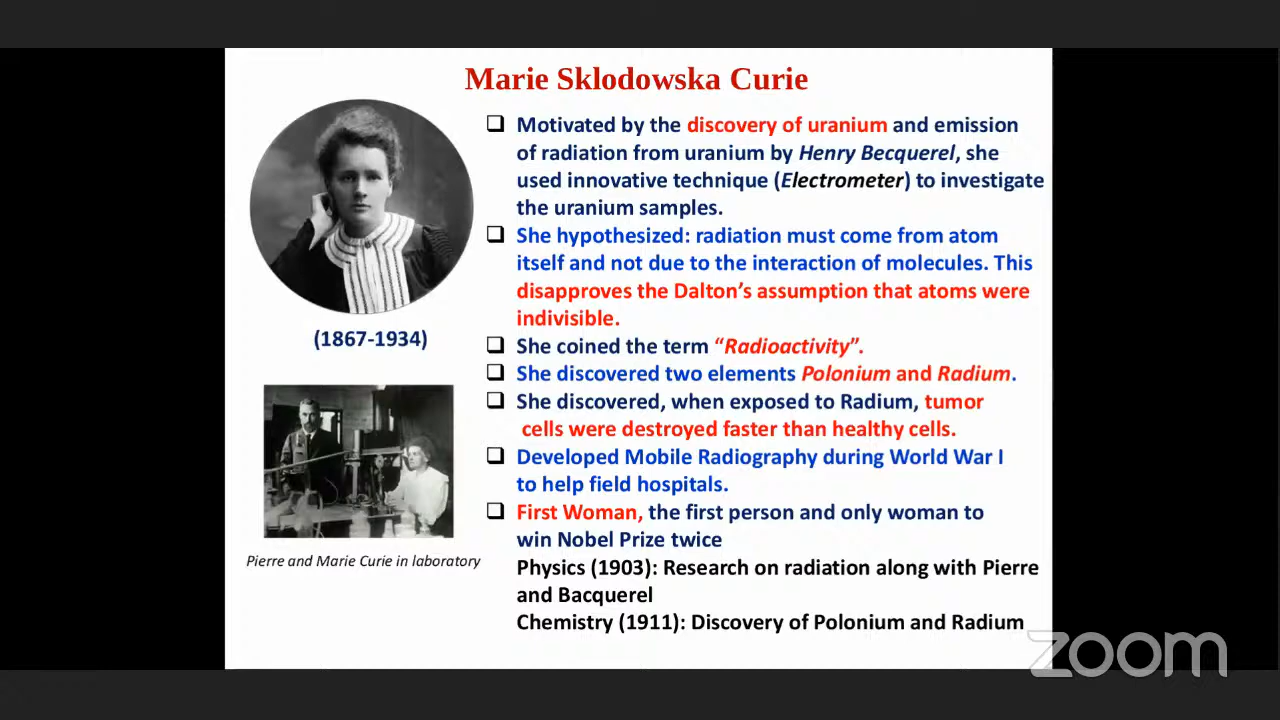 Marie Sklodowska Curie
(1867-1934)
Pierre and Marie Curie in laboratory
❑ Motivated by the discovery of uranium and emission
of radiation from uranium by Henry Becquerel, she
used innovative technique (Electrometer) to investigate
the uranium samples.
❑ She hypothesized: radiation must come from atom
itself and not due to the interaction of molecules. This
disapproves the Dalton’s assumption that atoms were
indivisible.
❑ She coined the term “Radioactivity”.
❑ She discovered two elements Polonium and Radium.
❑ She discovered, when exposed to Radium, tumor
cells were destroyed faster than healthy cells.
❑ Developed Mobile Radiography during World War I
to help field hospitals.
❑ First Woman, the first person and only woman to
win Nobel Prize twice
Physics (1903): Research on radiation along with Pierre
and Bacquerel
Chemistry (1911): Discovery of Polonium and Radium
zoom